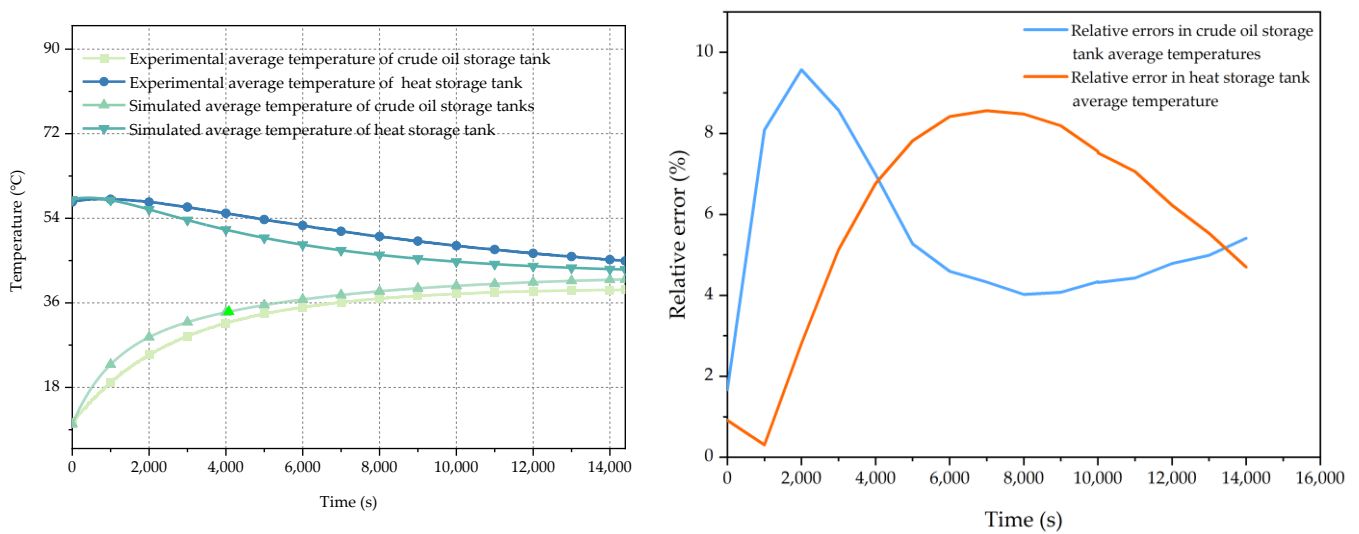 90
72
54
36
18
Temperature (℃)
Experimental average temperature of crude oil storage tank
Experimental average temperature of heat storage tank
Simulated average temperature of crude oil storage tanks
Simulated average temperature of heat storage tank
0 2,000 4,000 6,000 8,000 10,000 12,000 14,000
Time (s)
10
8
6
4
2
0
Relative error (%)
Relative errors in crude oil storage
tank average temperatures
Relative error in heat storage tank
average temperature
0 2,000 4,000 6,000 8,000 10,000 12,000 14,000 16,000
Time (s)